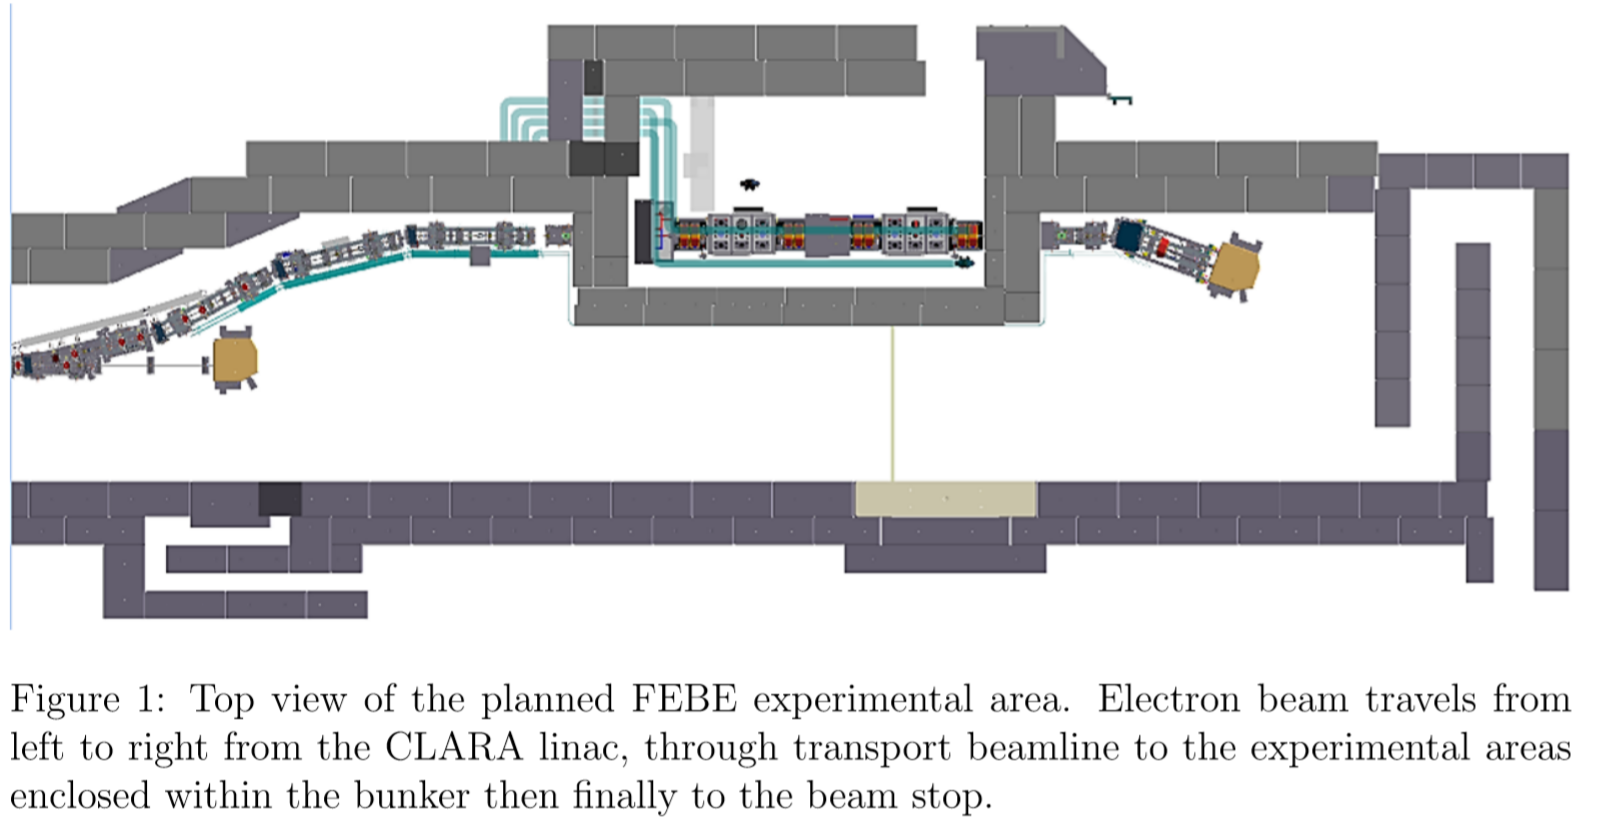 Figure 1: Top view of the planned FEBE experimental area. Electron beam travels from
left to right from the CLARA linac, through transport beamline to the experimental areas
enclosed within the bunker then finally to the beam stop.